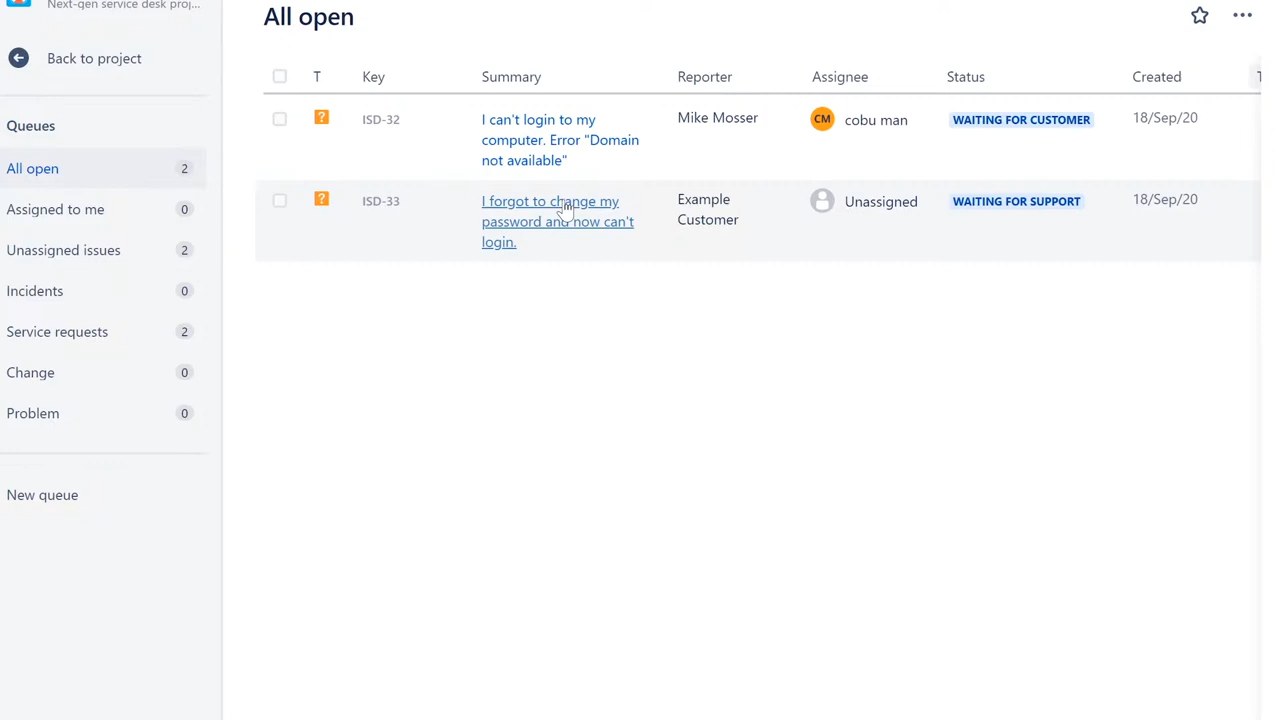 Next-gen service desk proj...
All open
Back to project
T Key Summary Reporter Assignee Status Created
Queues
ISD-32 I can't login to my Mike Mosser CM cobu man WAITING FOR CUSTOMER 18/Sep/20
computer. Error "Domain
not available"
All open 2
ISD-33 I forgot to change my Example Unassigned WAITING FOR SUPPORT 18/Sep/20
password and now can't Customer
login.
Assigned to me 0
Unassigned issues 2
Incidents 0
Service requests 2
Change 0
Problem 0
New queue